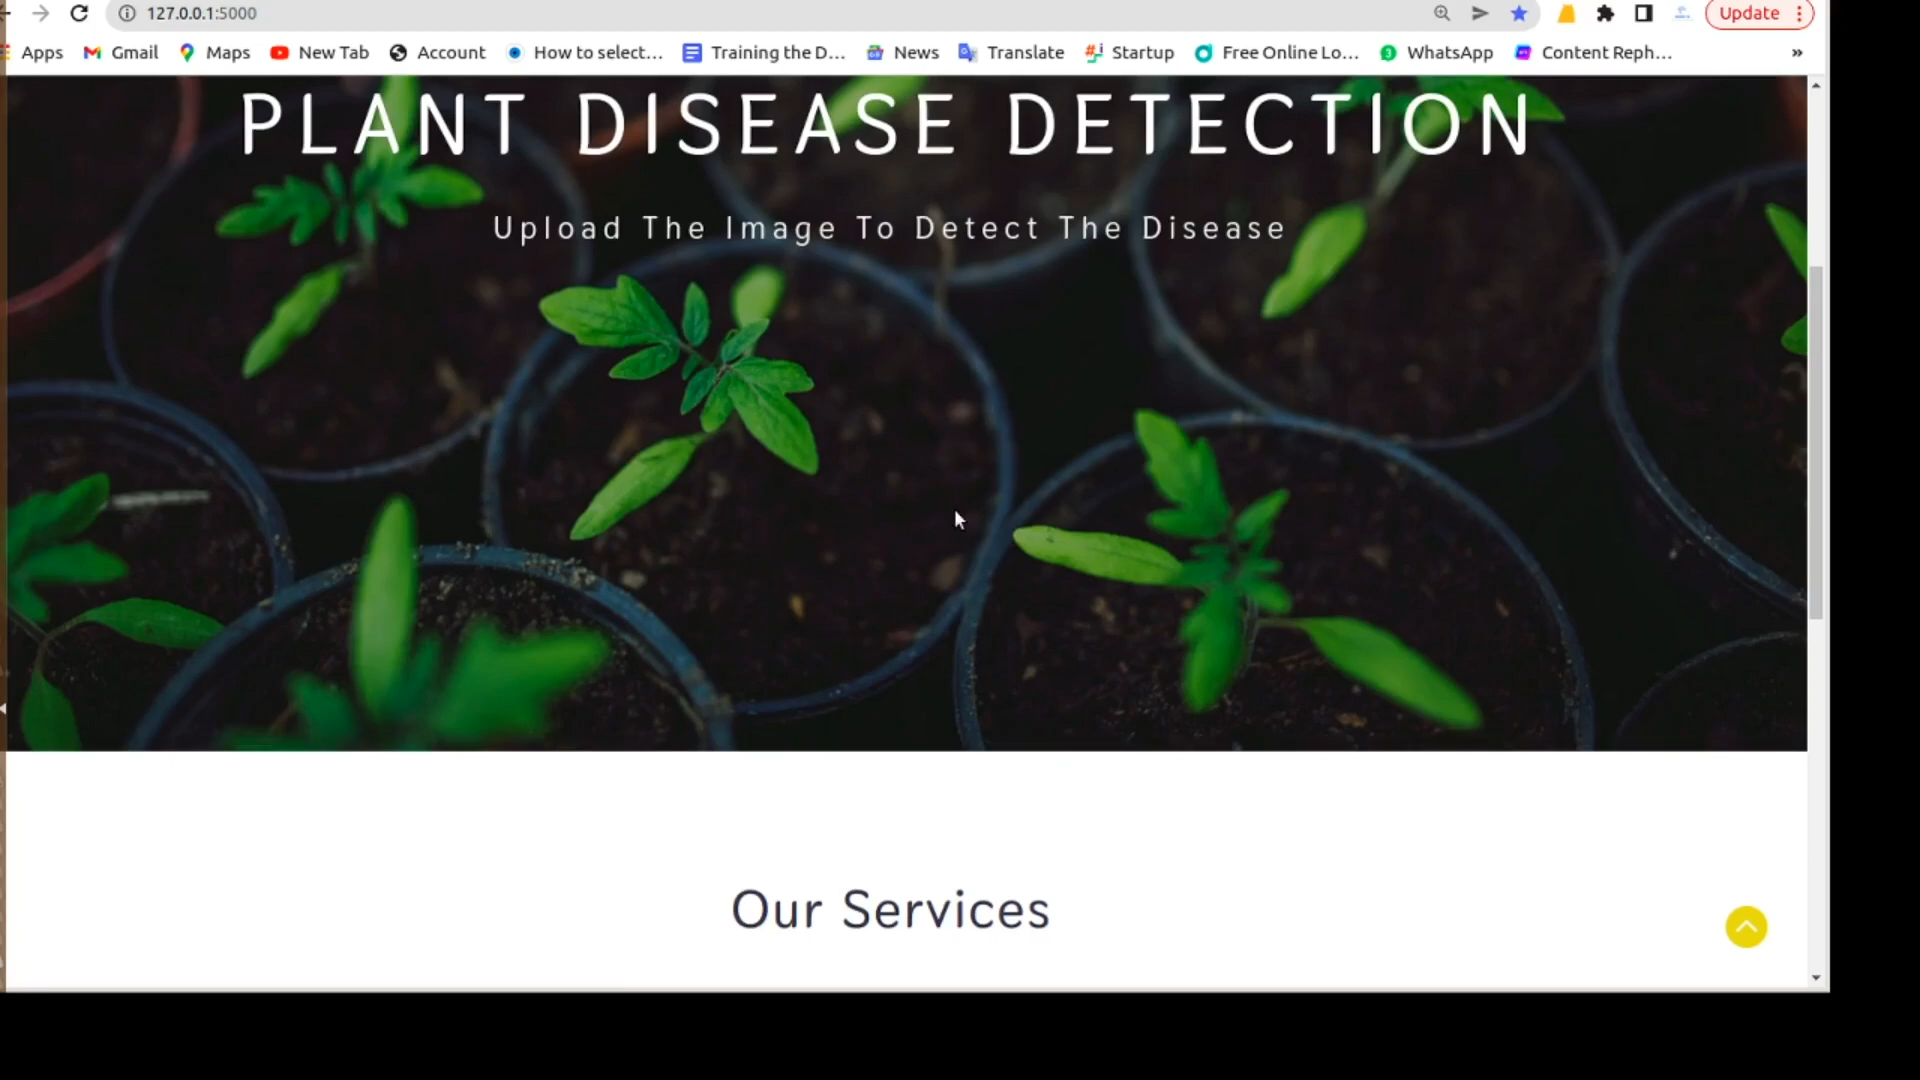 127.0.0.1:5000
Update
Apps Gmail Maps New Tab Account How to select... Training the D... News Translate Startup Free Online Lo... WhatsApp Content Reph... »
PLANT DISEASE DETECTION
Upload The Image To Detect The Disease
Our Services